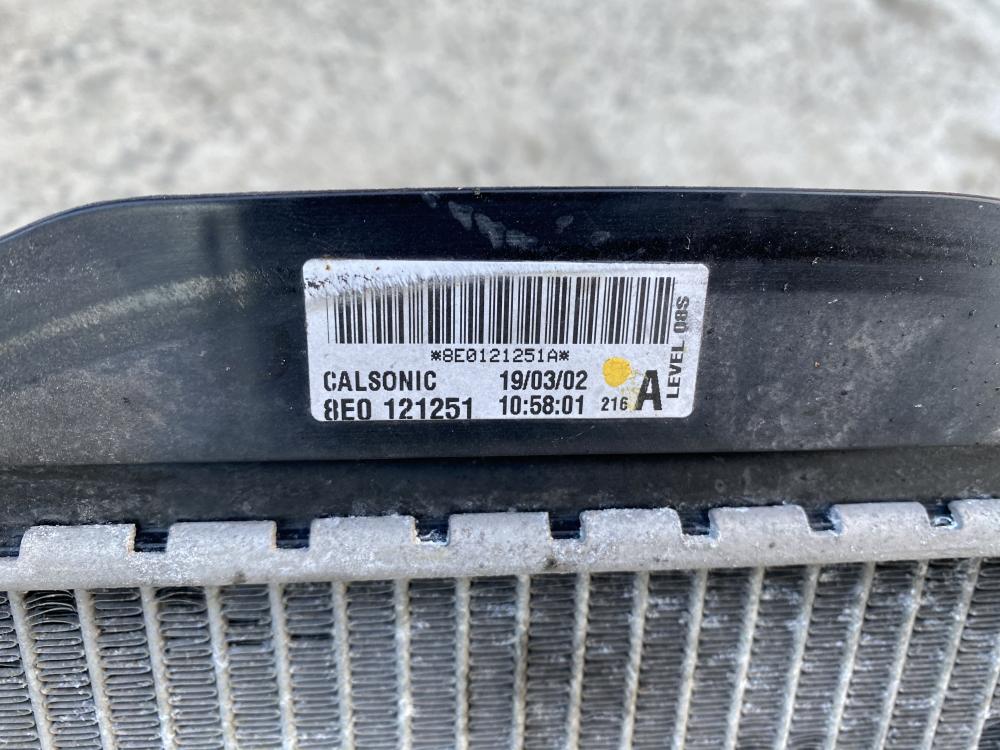 *8E0121251A*
CALSONIC 19/03/02
8E0 121251 10:58:01 216 A
LEVEL 08S